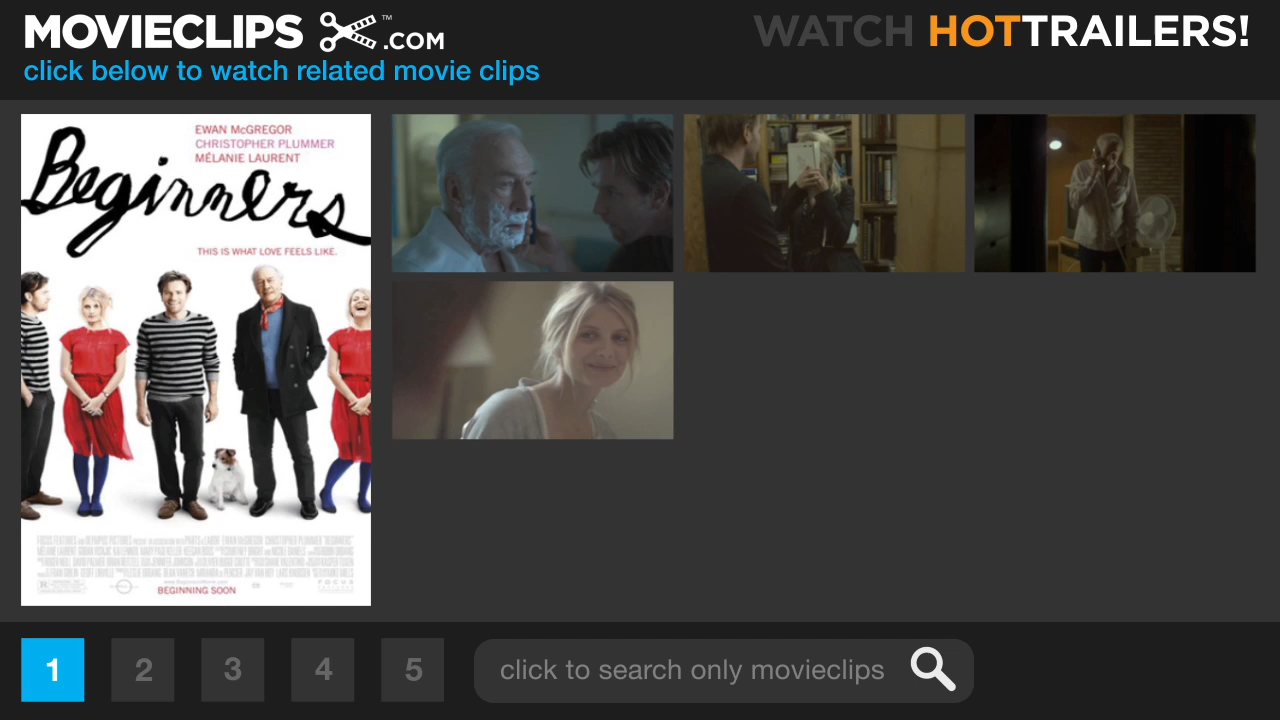 MOVIECLIPS ™ .COM
WATCH HOTTRAILERS!
click below to watch related movie clips
EWAN McGREGOR
CHRISTOPHER PLUMMER
MÉLANIE LAURENT
Beginners
THIS IS WHAT LOVE FEELS LIKE.
BEGINNING SOON
1 2 3 4 5
click to search only movieclips